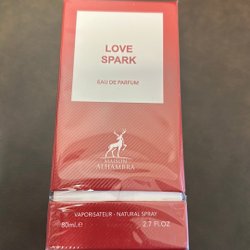 LOVE
SPARK
EAU DE PARFUM
MAISON
ALHAMBRA
VAPORISATEUR - NATURAL SPRAY
80ml.e 2.7 FL.OZ